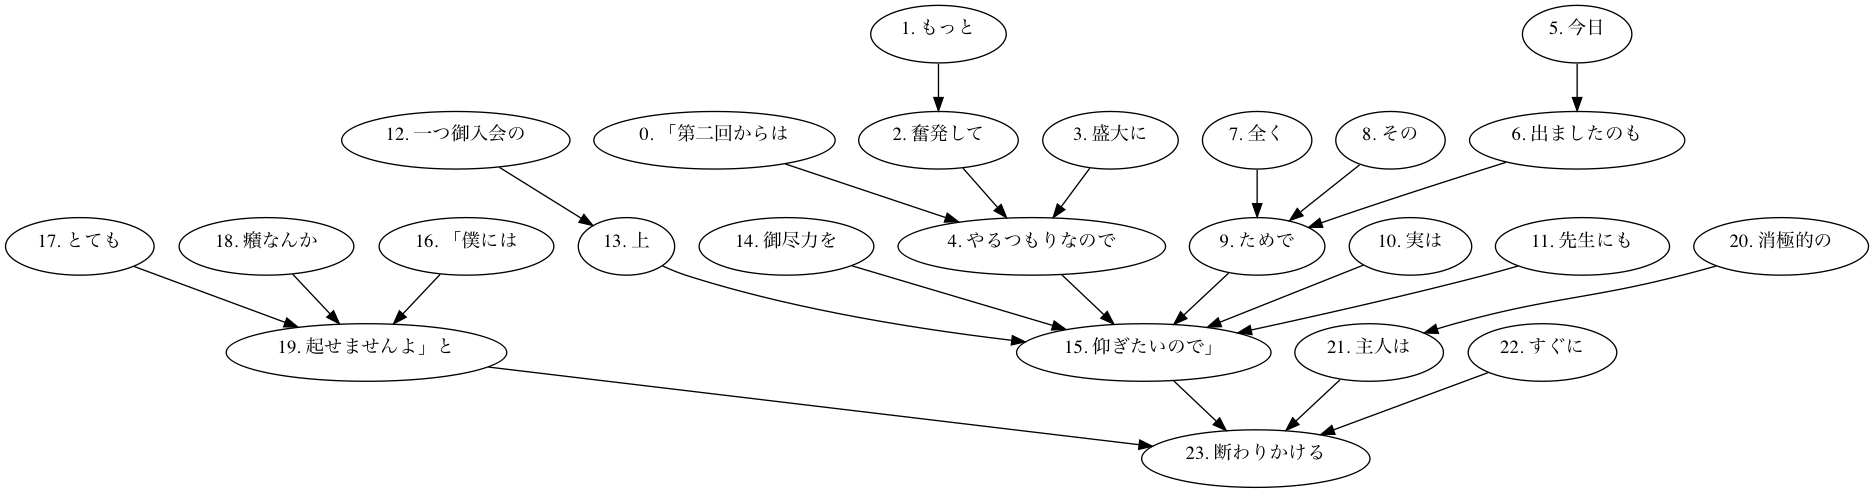 1. もっと
5. 今日
12. 一つ御入会の
0. 「第二回からは
2. 奮発して
3. 盛大に
7. 全く
8. その
6. 出ましたのも
17. とても
18. 癪なんか
16. 「僕には
13. 上
14. 御尽力を
4. やるつもりなので
9. ためで
10. 実は
11. 先生にも
20. 消極的の
19. 起せませんよ」と
15. 仰ぎたいので」
21. 主人は
22. すぐに
23. 断わりかける